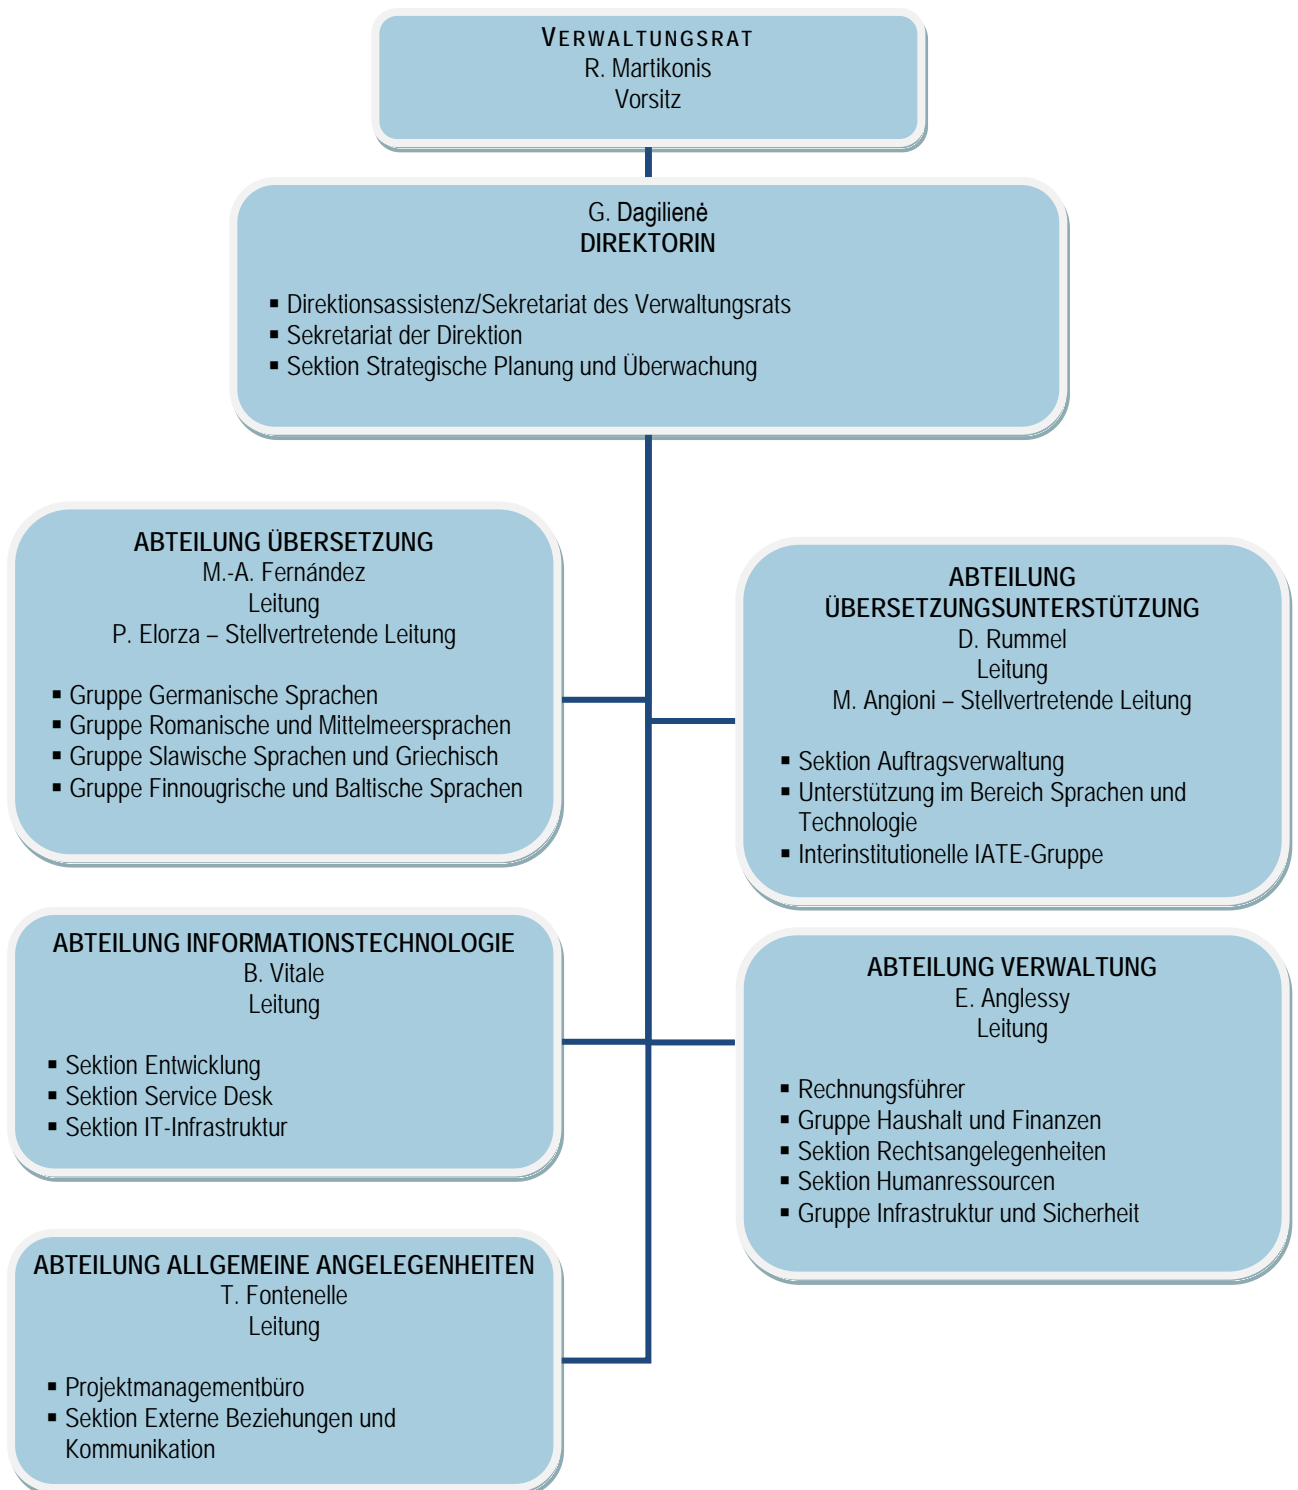 VERWALTUNGSRAT
R. Martikonis
Vorsitz
G. Dagilienė
DIREKTORIN
▪ Direktionsassistenz/Sekretariat des Verwaltungsrats
▪ Sekretariat der Direktion
▪ Sektion Strategische Planung und Überwachung
ABTEILUNG ÜBERSETZUNG
M.-A. Fernández
Leitung
P. Elorza – Stellvertretende Leitung
▪ Gruppe Germanische Sprachen
▪ Gruppe Romanische und Mittelmeersprachen
▪ Gruppe Slawische Sprachen und Griechisch
▪ Gruppe Finnougrische und Baltische Sprachen
ABTEILUNG
ÜBERSETZUNGSUNTERSTÜTZUNG
D. Rummel
Leitung
M. Angioni – Stellvertretende Leitung
▪ Sektion Auftragsverwaltung
▪ Unterstützung im Bereich Sprachen und
Technologie
▪ Interinstitutionelle IATE-Gruppe
ABTEILUNG INFORMATIONSTECHNOLOGIE
B. Vitale
Leitung
▪ Sektion Entwicklung
▪ Sektion Service Desk
▪ Sektion IT-Infrastruktur
ABTEILUNG VERWALTUNG
E. Anglessy
Leitung
▪ Rechnungsführer
▪ Gruppe Haushalt und Finanzen
▪ Sektion Rechtsangelegenheiten
▪ Sektion Humanressourcen
▪ Gruppe Infrastruktur und Sicherheit
ABTEILUNG ALLGEMEINE ANGELEGENHEITEN
T. Fontenelle
Leitung
▪ Projektmanagementbüro
▪ Sektion Externe Beziehungen und
Kommunikation